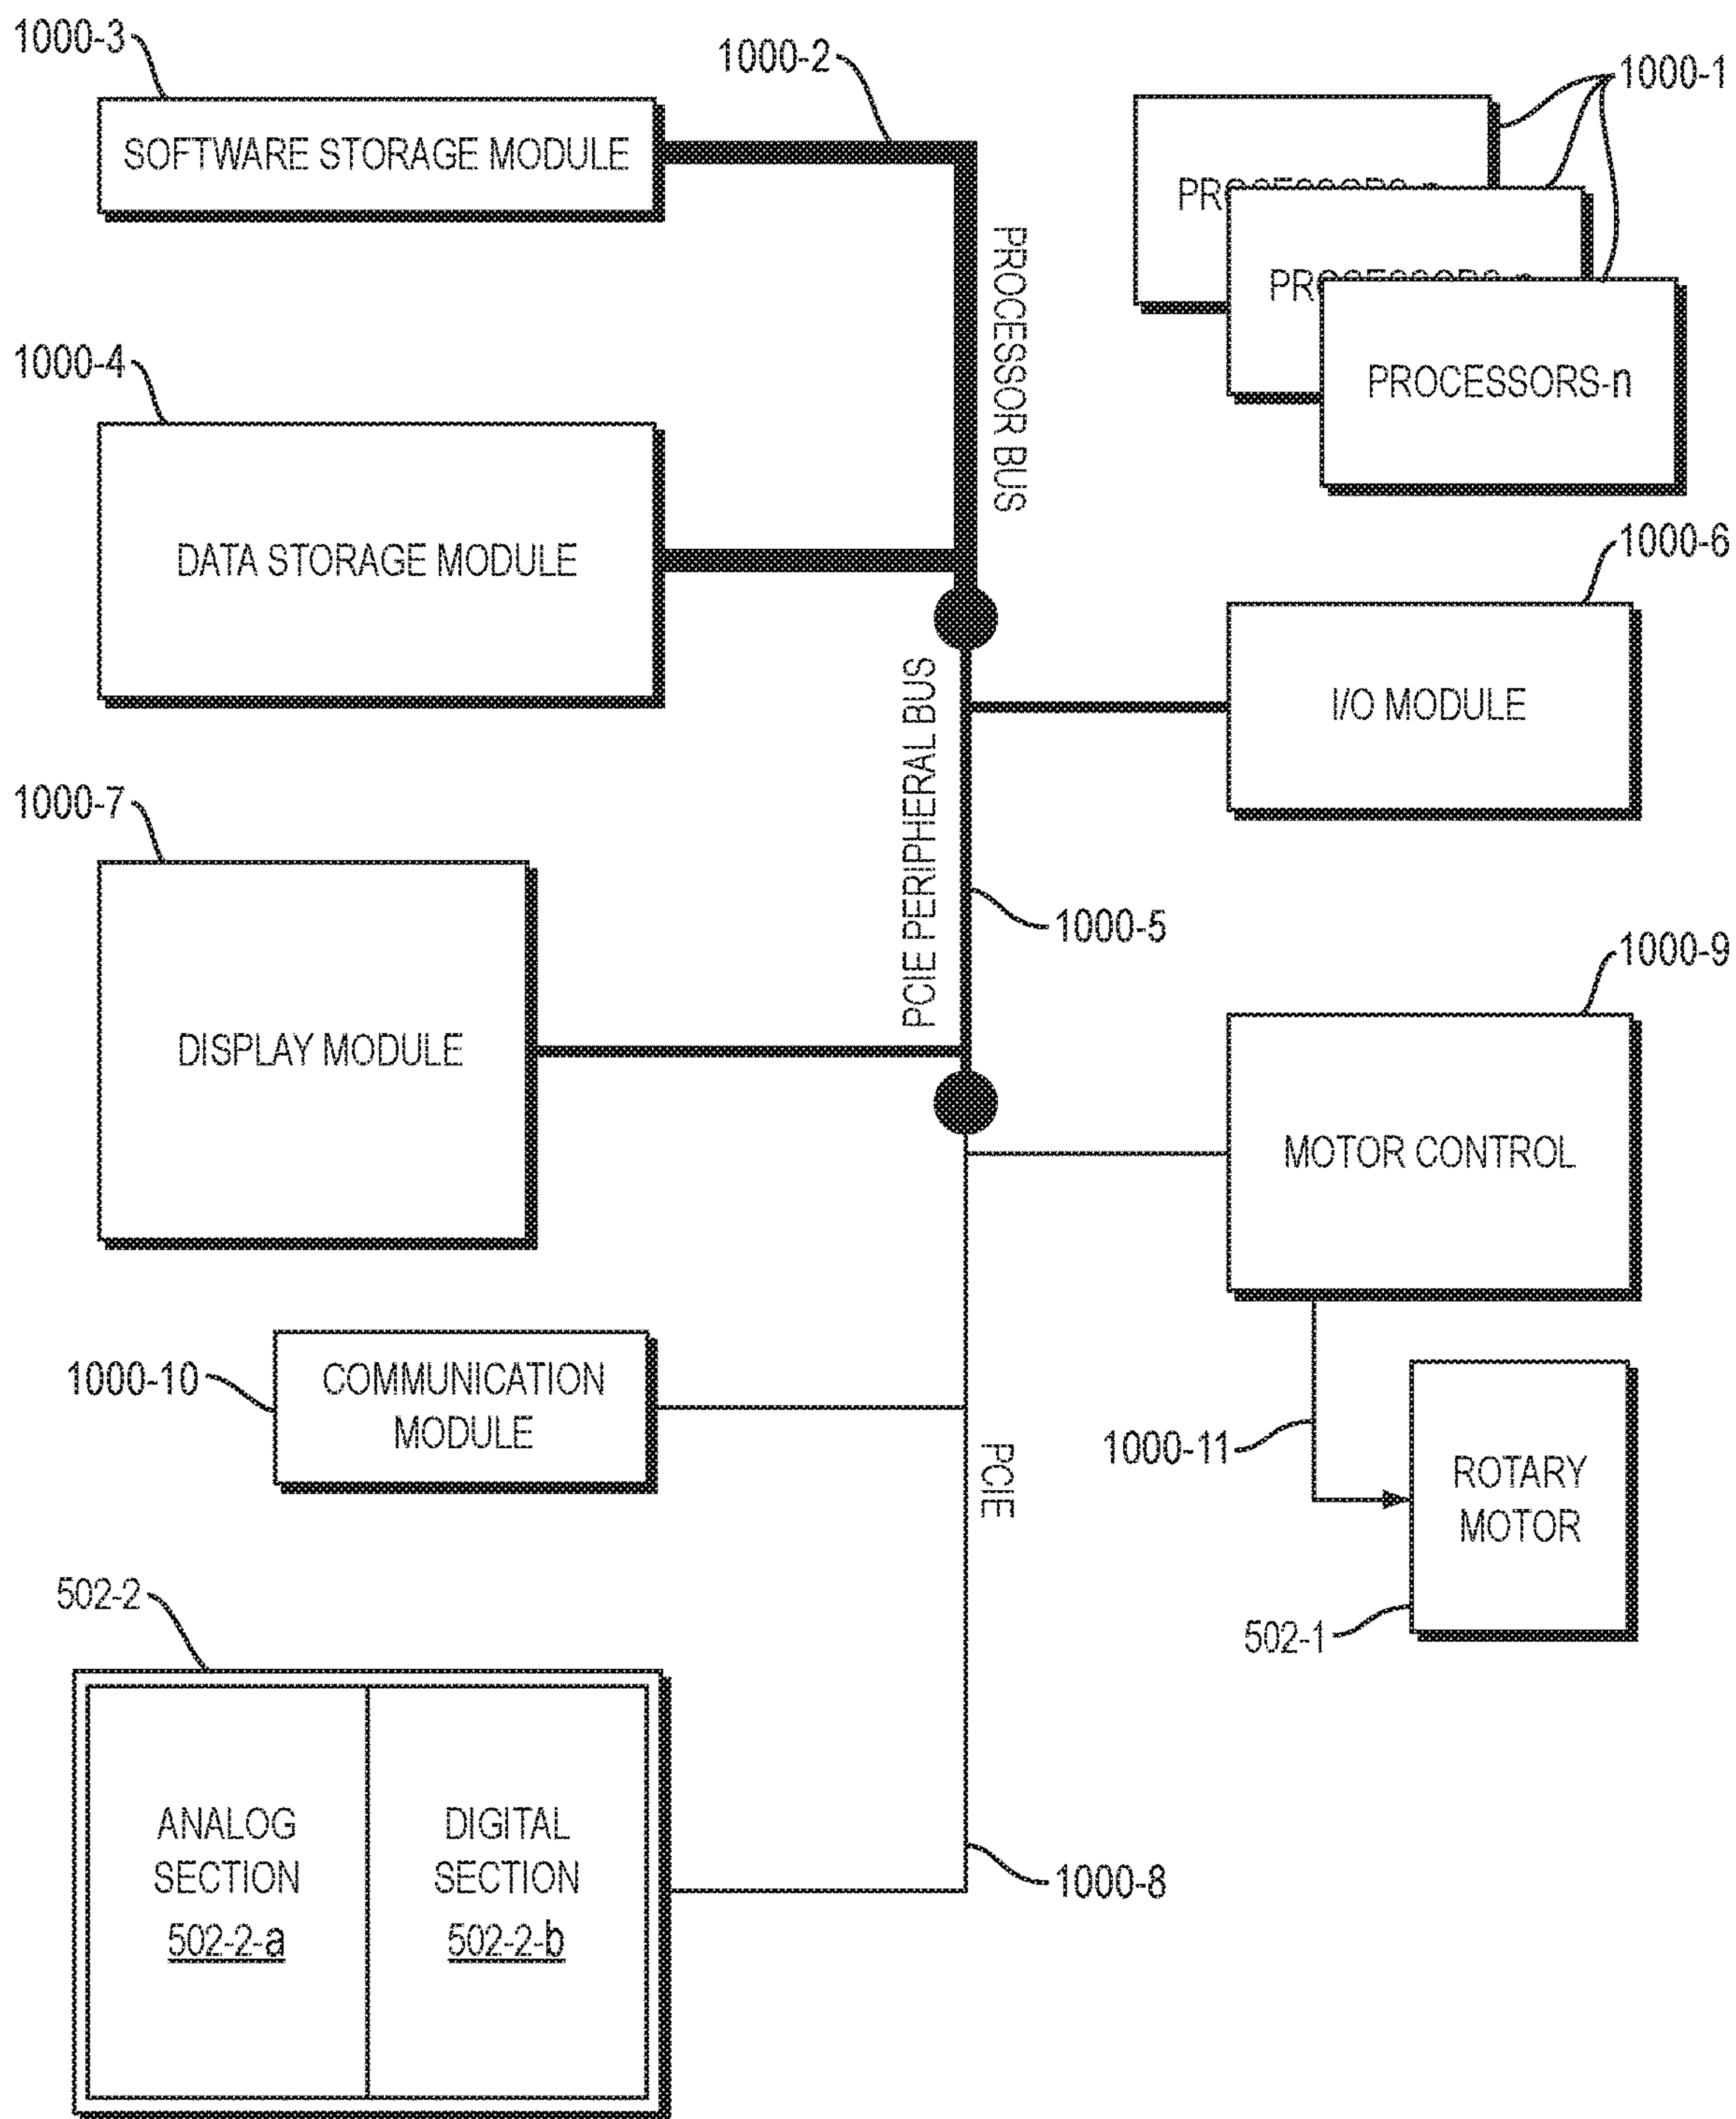 1000-3
1000-2
1000-1
SOFTWARE STORAGE MODULE
PROCESSORS-n
PROCESSOR BUS
1000-4
DATA STORAGE MODULE
1000-6
I/O MODULE
PCIE PERIPHERAL BUS
1000-7
1000-5
1000-9
DISPLAY MODULE
MOTOR CONTROL
1000-10
COMMUNICATION
MODULE
PCIE
1000-11
ROTARY
MOTOR
502-2
502-1
ANALOG
SECTION
502-2-a
DIGITAL
SECTION
502-2-b
1000-8